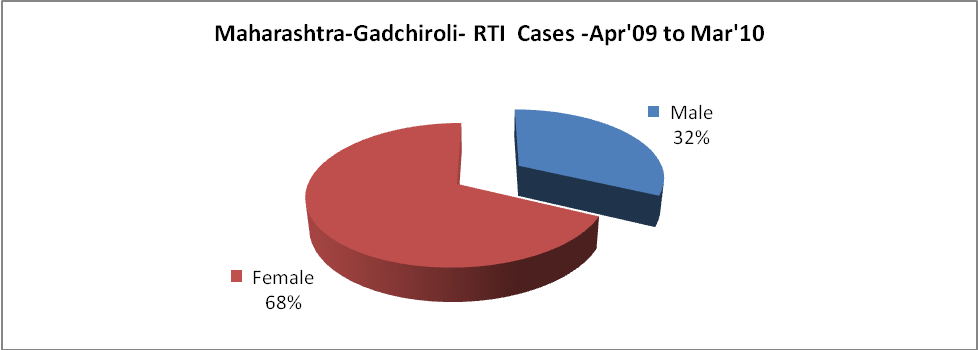 Maharashtra-Gadchiroli- RTI  Cases -Apr'09 to Mar'10
Male
32%
Female
68%